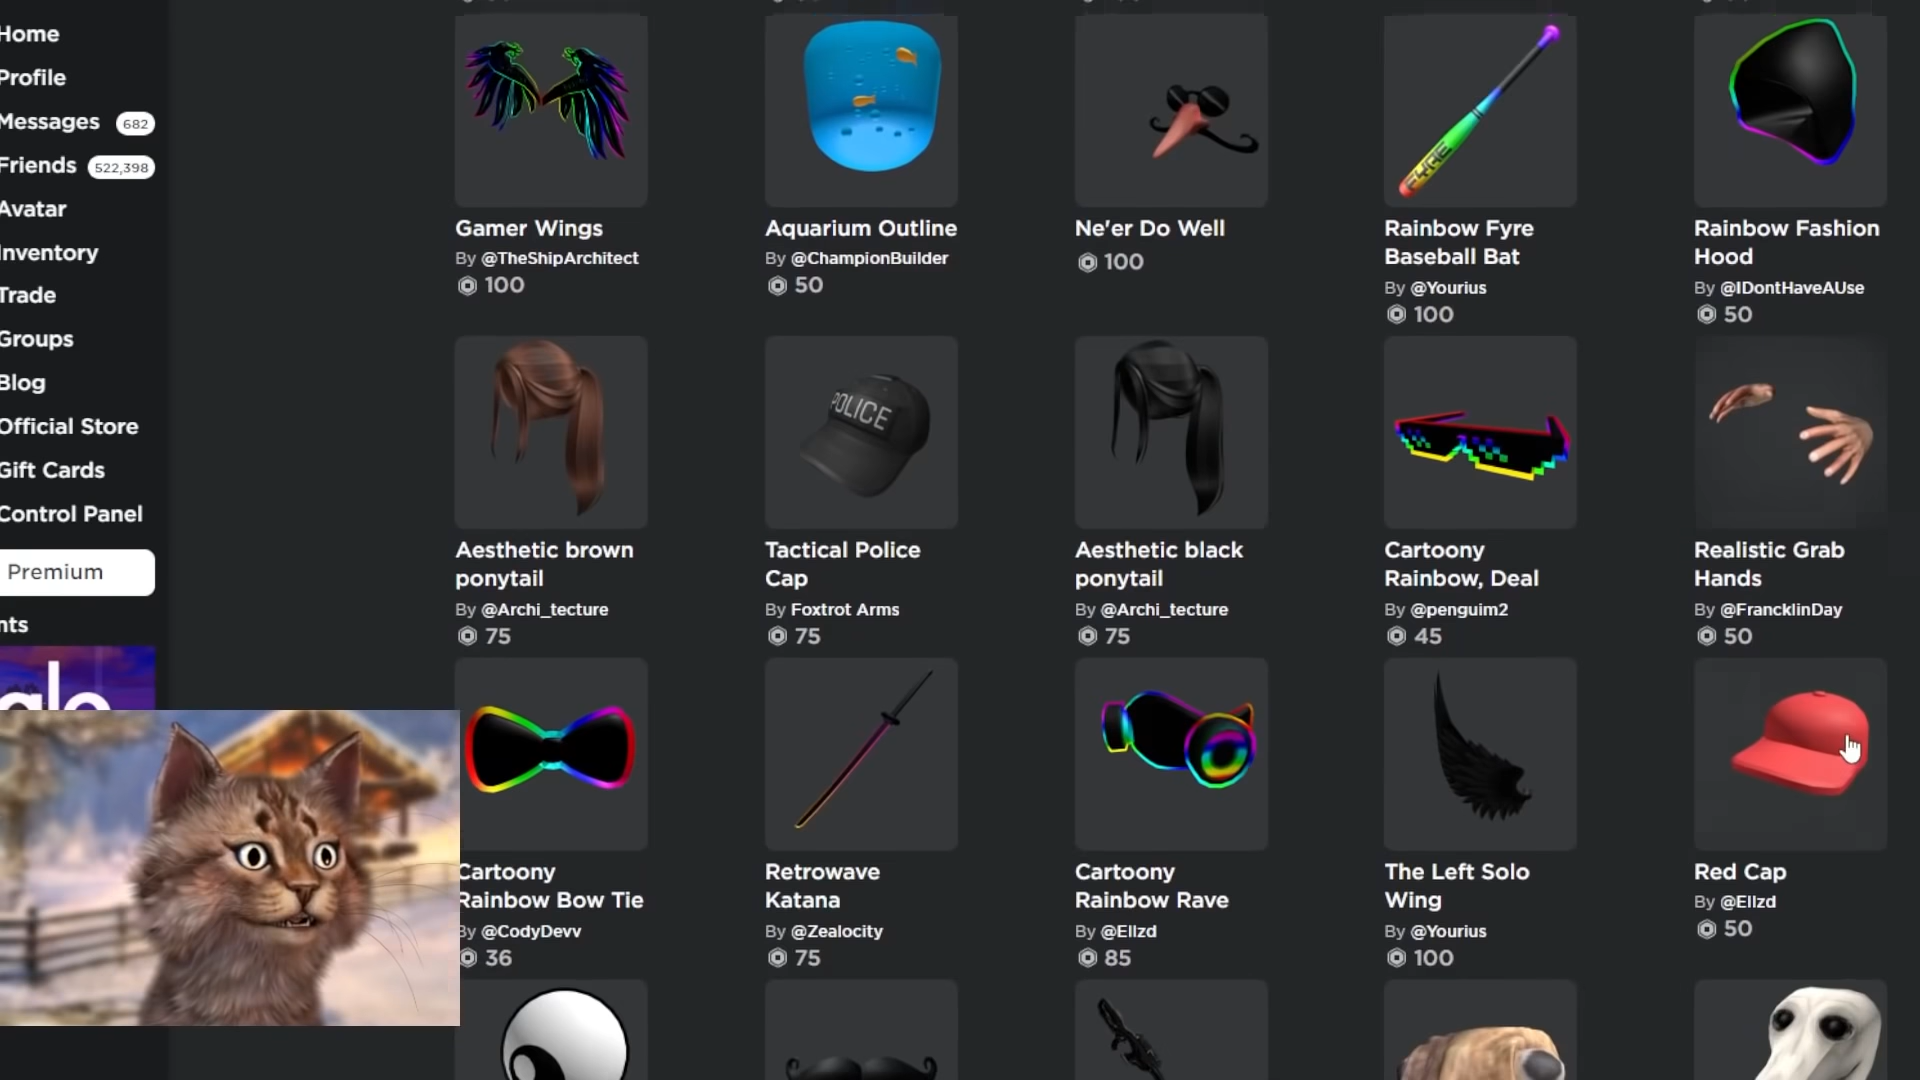 Home
Profile
Messages 682
Friends 522,398
Avatar
Inventory
Trade
Groups
Blog
Official Store
Gift Cards
Control Panel
Premium
nts
glo
Gamer Wings
By @TheShipArchitect
100
Aquarium Outline
By @ChampionBuilder
50
Ne'er Do Well
100
FYRE
Rainbow Fyre
Baseball Bat
By @Yourius
100
Rainbow Fashion
Hood
By @IDontHaveAUse
50
Aesthetic brown
ponytail
By @Archi_tecture
75
POLICE
Tactical Police
Cap
By Foxtrot Arms
75
Aesthetic black
ponytail
By @Archi_tecture
75
Cartoony
Rainbow, Deal
By @penguim2
45
Realistic Grab
Hands
By @FrancklinDay
50
Cartoony
Rainbow Bow Tie
By @CodyDevv
36
Retrowave
Katana
By @Zealocity
75
Cartoony
Rainbow Rave
By @Ellzd
85
The Left Solo
Wing
By @Yourius
100
Red Cap
By @Ellzd
50